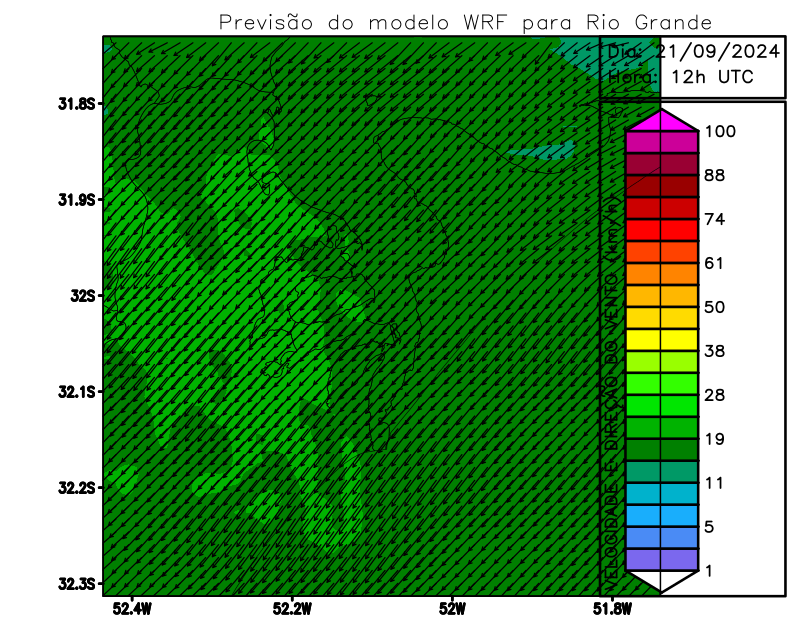 Previsão do modelo WRF para Rio Grande
Dia: 21/09/2024
Hora: 12h UTC
31.8S
31.9S
32S
32.1S
32.2S
32.3S
52.4W
52.2W
52W
51.8W
VELOCIDADE E DIREÇÃO DO VENTO (km/h)
100
88
74
61
50
38
28
19
11
5
1